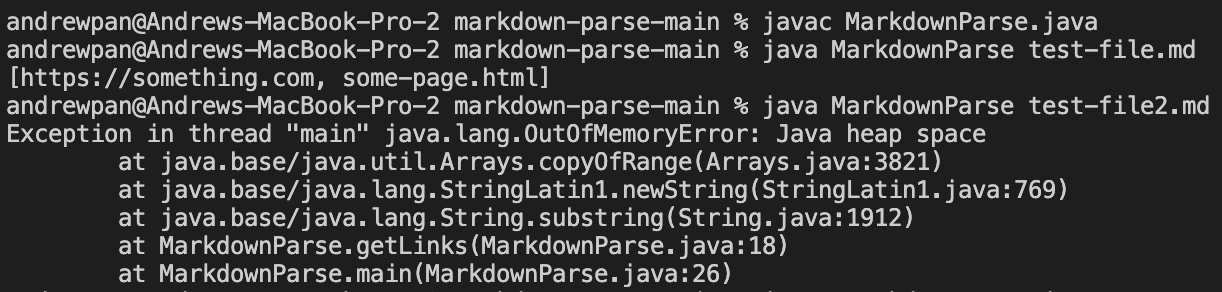 andrewpan@Andrews-MacBook-Pro-2 markdown-parse-main % javac MarkdownParse.java
andrewpan@Andrews-MacBook-Pro-2 markdown-parse-main % java MarkdownParse test-file.md
[https://something.com, some-page.html]
andrewpan@Andrews-MacBook-Pro-2 markdown-parse-main % java MarkdownParse test-file2.md
Exception in thread "main" java.lang.OutOfMemoryError: Java heap space
        at java.base/java.util.Arrays.copyOfRange(Arrays.java:3821)
        at java.base/java.lang.StringLatin1.newString(StringLatin1.java:769)
        at java.base/java.lang.String.substring(String.java:1912)
        at MarkdownParse.getLinks(MarkdownParse.java:18)
        at MarkdownParse.main(MarkdownParse.java:26)